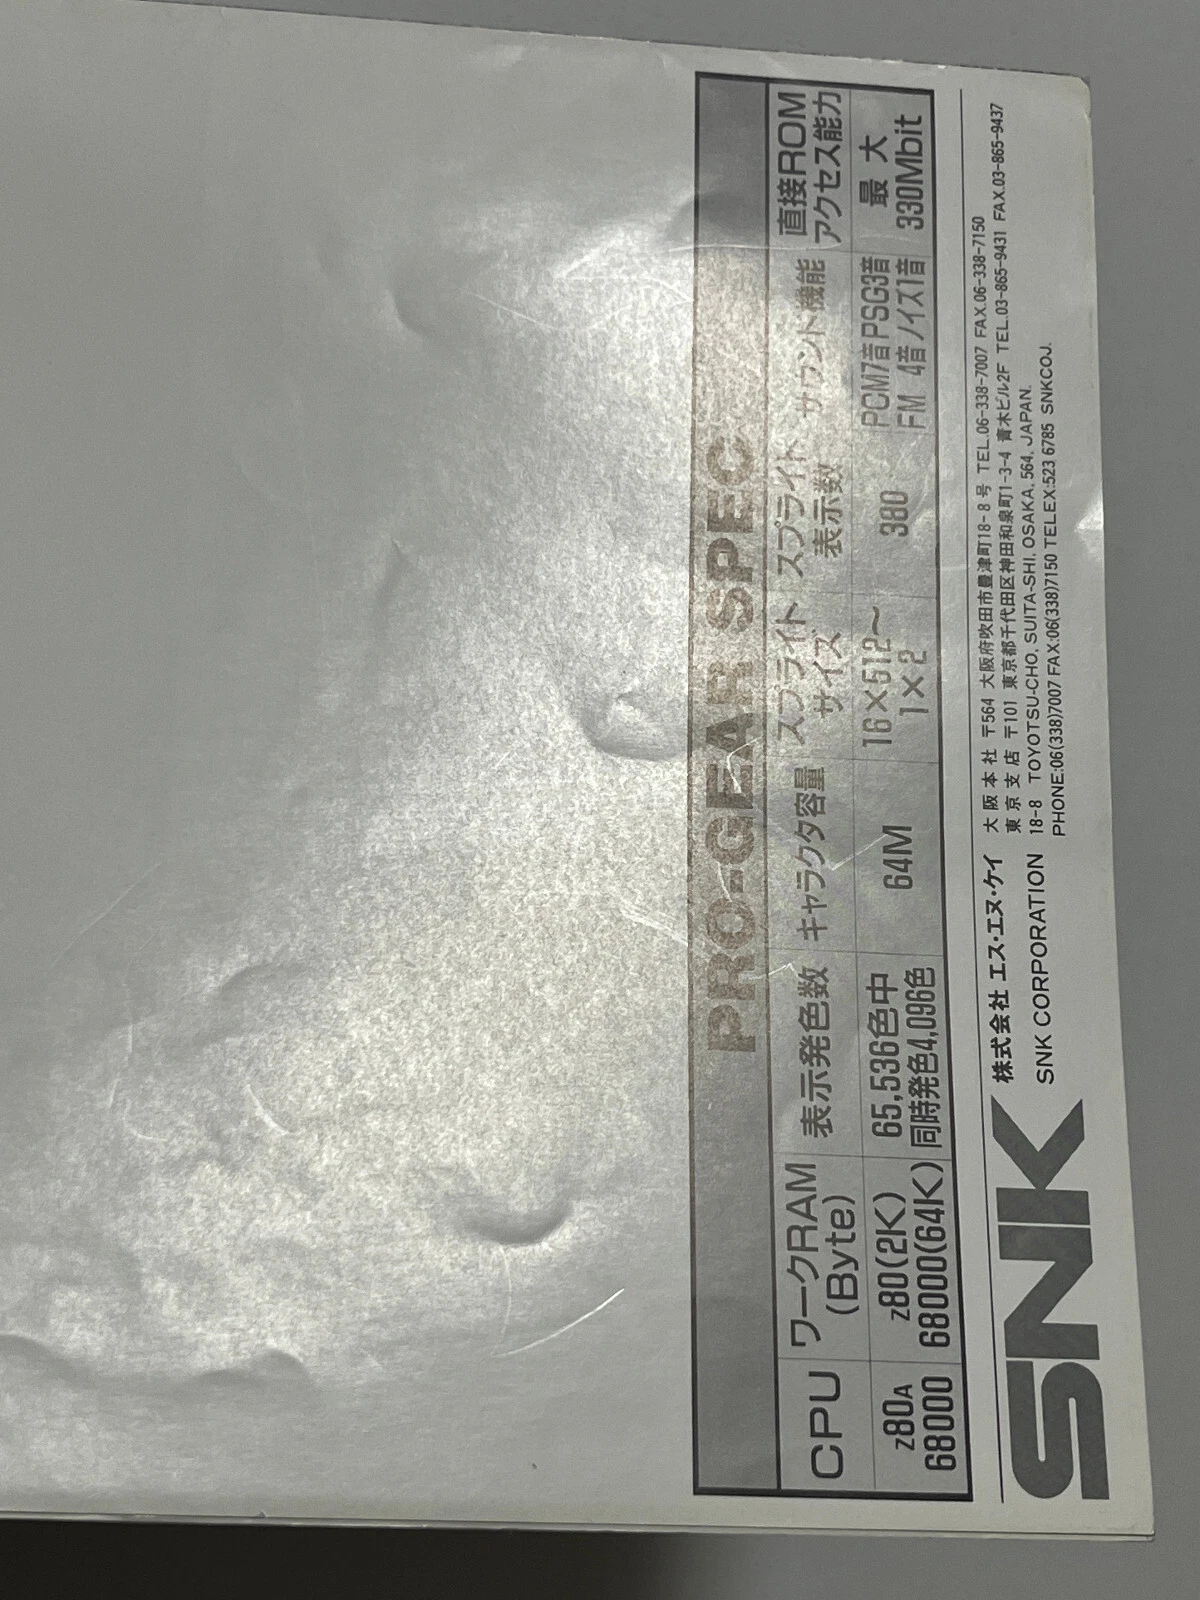 PRO-GEAR SPEC
CPU
ワークRAM
(Byte)
表示発色数
キャラクタ容量
スプライト
サイズ
スプライト
表示数
サウンド機能
直接ROM
アクセス能力
z80A
68000
z80(2K)
68000(64K)
65,536色中
同時発色4,096色
64M
16×512～
1×2
380
PCM7音PSG3音
FM 4音ノイズ1音
最大
330Mbit
SNK
株式会社 エス・エヌ・ケイ
SNK CORPORATION
大阪本社 〒564 大阪府吹田市豊津町18-8号 TEL.06-338-7007 FAX.06-338-7150
東京支店 〒101 東京都千代田区神田和泉町1-3-4 青木ビル2F TEL.03-865-9431 FAX.03-865-9437
18-8 TOYOTSU-CHO, SUITA-SHI, OSAKA, 564, JAPAN.
PHONE:06(338)7007 FAX:06(338)7150 TELEX:523 6785 SNKCOJ.